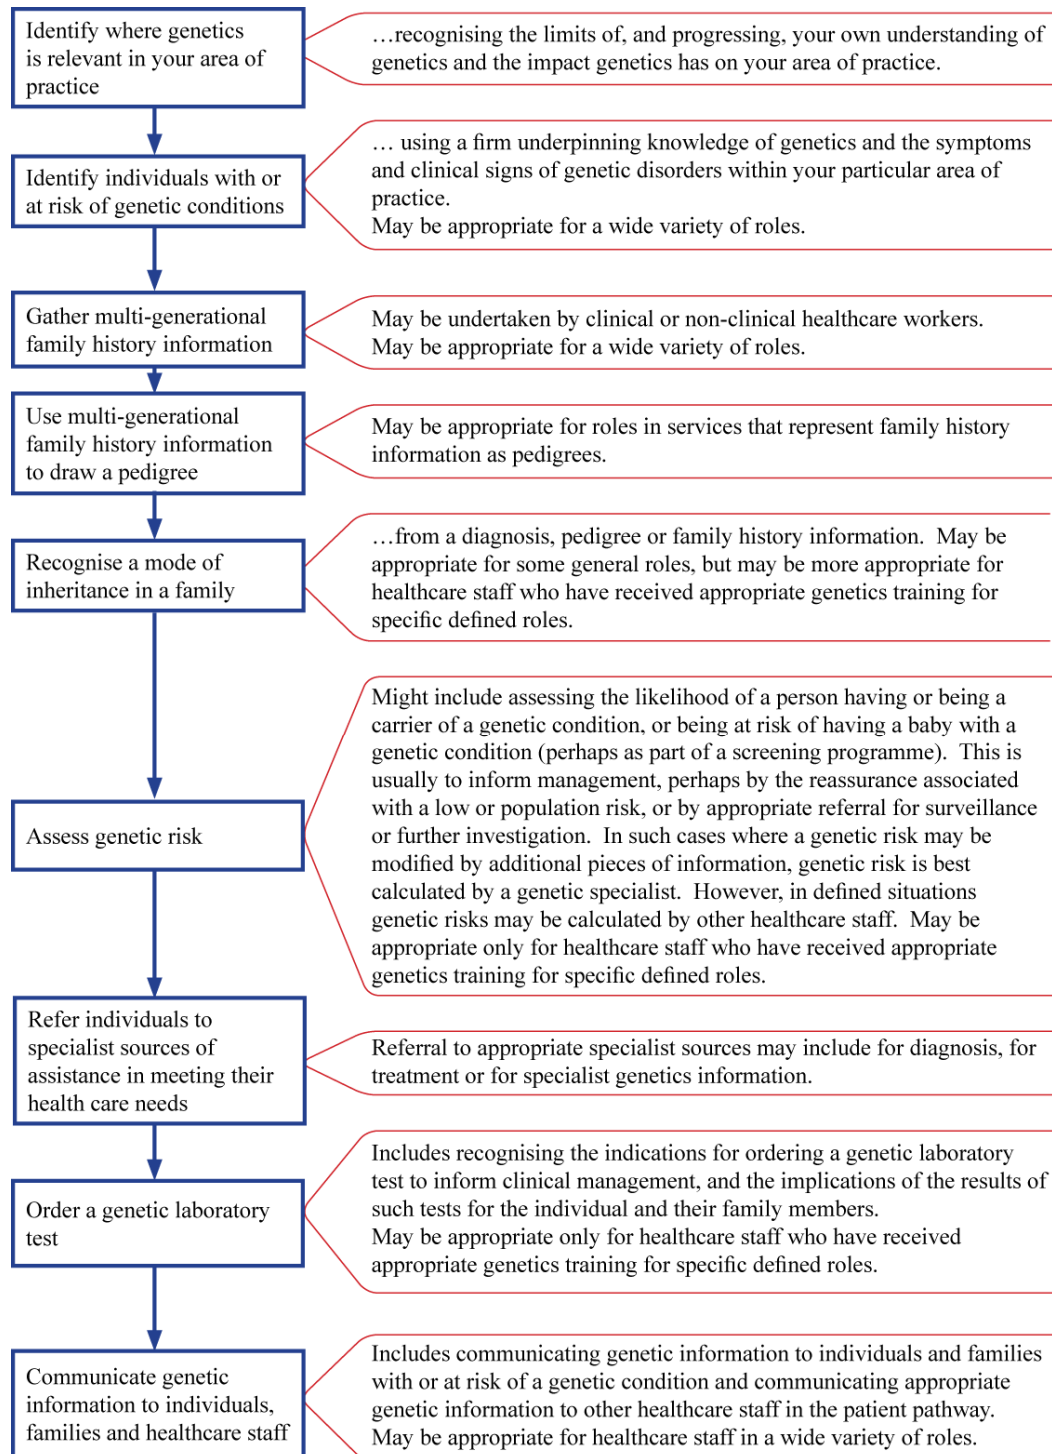 Identify where genetics
is relevant in your area of
practice
…recognising the limits of, and progressing, your own understanding of
genetics and the impact genetics has on your area of practice.
Identify individuals with or
at risk of genetic conditions
… using a firm underpinning knowledge of genetics and the symptoms
and clinical signs of genetic disorders within your particular area of
practice.
May be appropriate for a wide variety of roles.
Gather multi-generational
family history information
May be undertaken by clinical or non-clinical healthcare workers.
May be appropriate for a wide variety of roles.
Use multi-generational
family history information
to draw a pedigree
May be appropriate for roles in services that represent family history
information as pedigrees.
Recognise a mode of
inheritance in a family
…from a diagnosis, pedigree or family history information.  May be
appropriate for some general roles, but may be more appropriate for
healthcare staff who have received appropriate genetics training for
specific defined roles.
Assess genetic risk
Might include assessing the likelihood of a person having or being a
carrier of a genetic condition, or being at risk of having a baby with a
genetic condition (perhaps as part of a screening programme).  This is
usually to inform management, perhaps by the reassurance associated
with a low or population risk, or by appropriate referral for surveillance
or further investigation.  In such cases where a genetic risk may be
modified by additional pieces of information, genetic risk is best
calculated by a genetic specialist.  However, in defined situations
genetic risks may be calculated by other healthcare staff.  May be
appropriate only for healthcare staff who have received appropriate
genetics training for specific defined roles.
Refer individuals to
specialist sources of
assistance in meeting their
health care needs
Referral to appropriate specialist sources may include for diagnosis, for
treatment or for specialist genetics information.
Order a genetic laboratory
test
Includes recognising the indications for ordering a genetic laboratory
test to inform clinical management, and the implications of the results of
such tests for the individual and their family members.
May be appropriate only for healthcare staff who have received
appropriate genetics training for specific defined roles.
Communicate genetic
information to individuals,
families and healthcare staff
Includes communicating genetic information to individuals and families
with or at risk of a genetic condition and communicating appropriate
genetic information to other healthcare staff in the patient pathway.
May be appropriate for healthcare staff in a wide variety of roles.